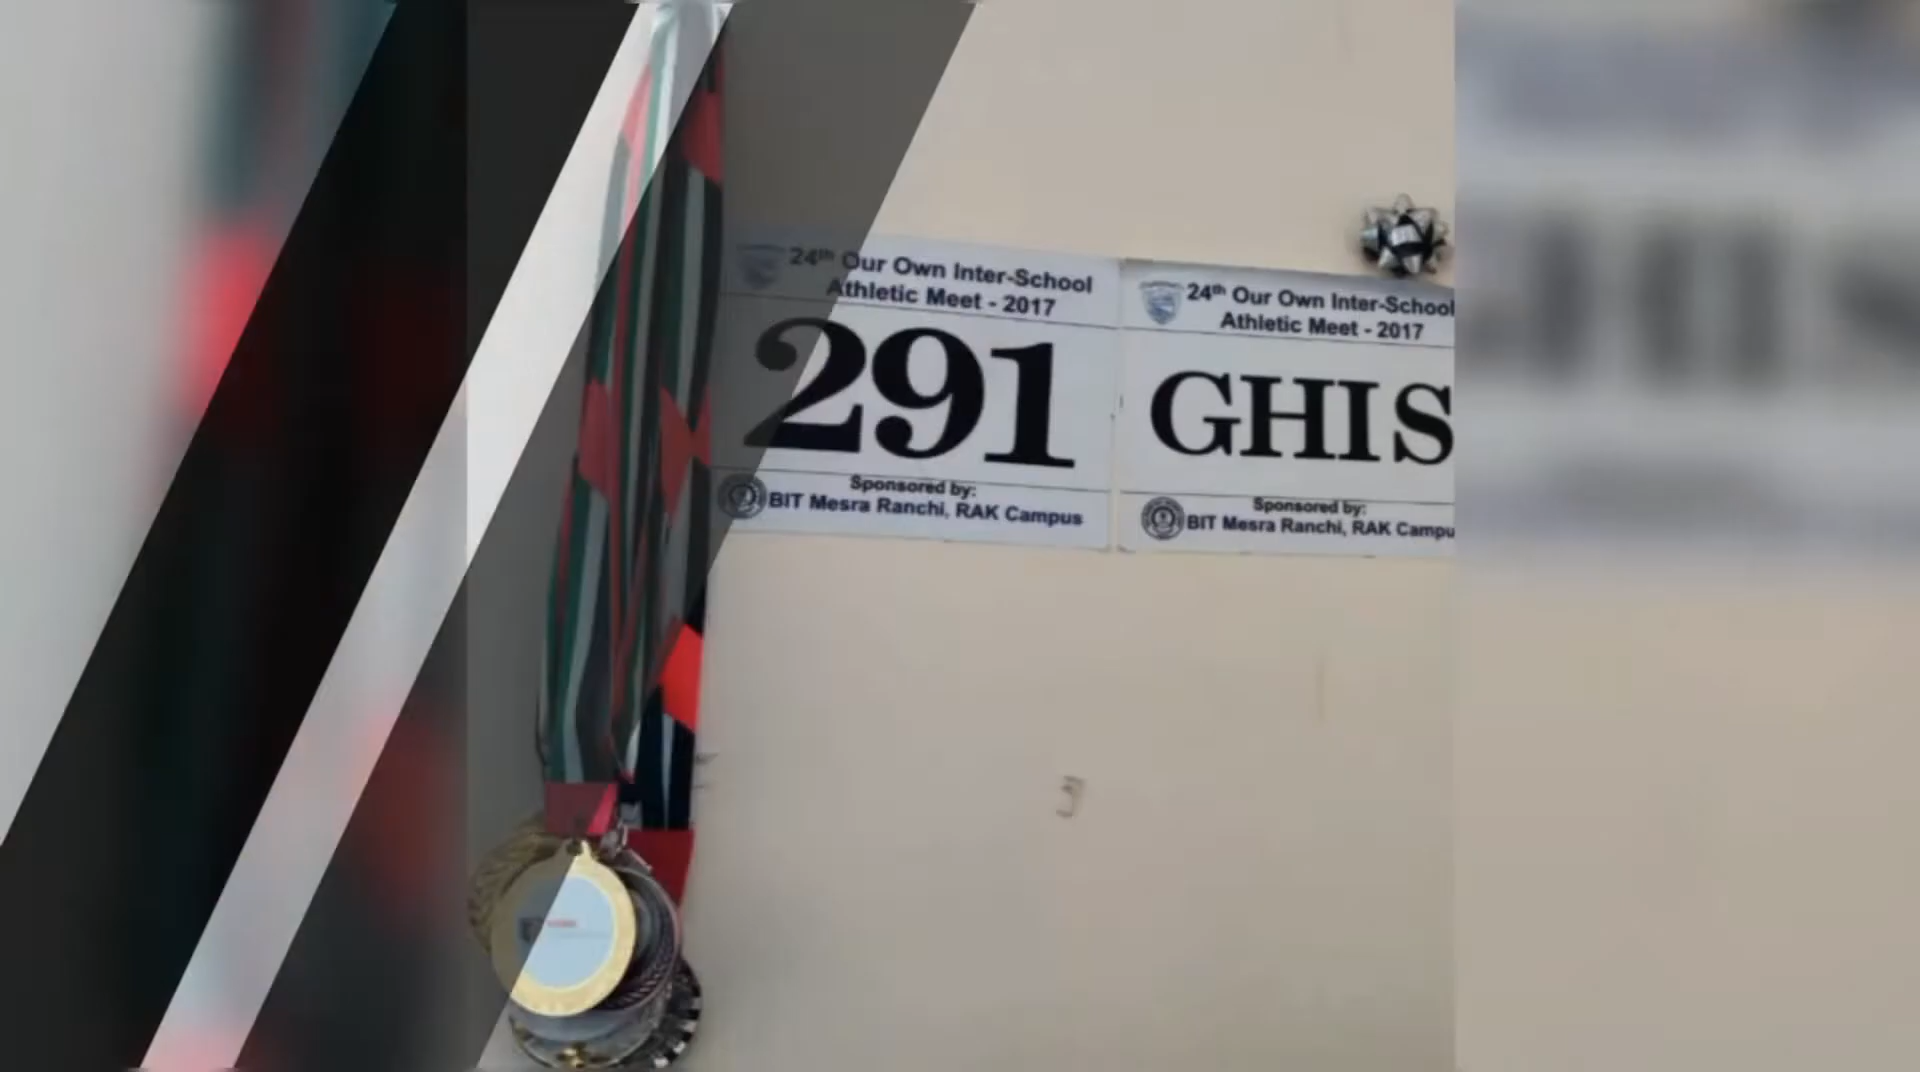 24th Our Own Inter-School
Athletic Meet - 2017
291
Sponsored by:
BIT Mesra Ranchi, RAK Campus
24th Our Own Inter-School
Athletic Meet - 2017
GHIS
Sponsored by:
BIT Mesra Ranchi, RAK Campu